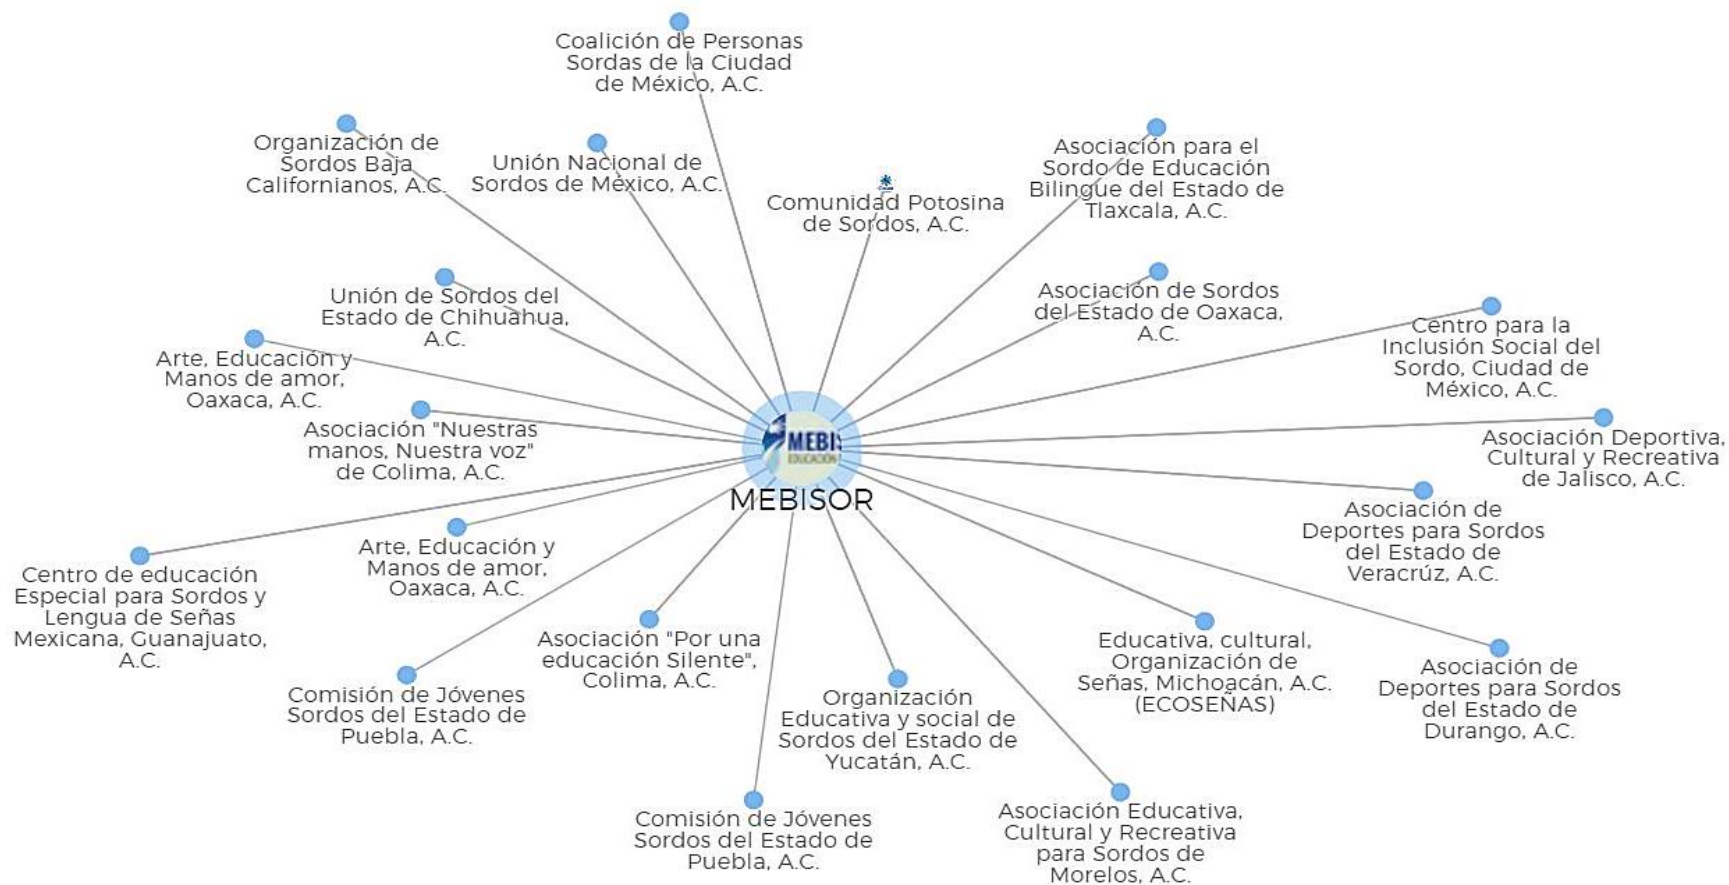 Coalición de Personas
Sordas de la Ciudad
de México, A.C.
Organización de
Sordos Baja
Californianos, A.C.
Unión Nacional de
Sordos de México, A.C.
Comunidad Potosina
de Sordos, A.C.
Asociación para el
Sordo de Educación
Bilingüe del Estado de
Tlaxcala, A.C.
Unión de Sordos del
Estado de Chihuahua,
A.C.
Asociación de Sordos
del Estado de Oaxaca,
A.C.
Centro para la
Inclusión Social del
Sordo, Ciudad de
México, A.C.
Arte, Educación y
Manos de amor,
Oaxaca, A.C.
Asociación "Nuestras
manos, Nuestra voz"
de Colima, A.C.
MEBIS
EDUCACIÓN
MEBISOR
Asociación Deportiva,
Cultural y Recreativa
de Jalisco, A.C.
Asociación de
Deportes para Sordos
del Estado de
Veracrúz, A.C.
Arte, Educación y
Manos de amor,
Oaxaca, A.C.
Centro de educación
Especial para Sordos y
Lengua de Señas
Mexicana, Guanajuato,
A.C.
Asociación "Por una
educación Silente",
Colima, A.C.
Educativa, cultural,
Organización de
Señas, Michoacán, A.C.
(ECOSEÑAS)
Asociación de
Deportes para Sordos
del Estado de
Durango, A.C.
Comisión de Jóvenes
Sordos del Estado de
Puebla, A.C.
Organización
Educativa y social de
Sordos del Estado de
Yucatán, A.C.
Comisión de Jóvenes
Sordos del Estado de
Puebla, A.C.
Asociación Educativa,
Cultural y Recreativa
para Sordos de
Morelos, A.C.